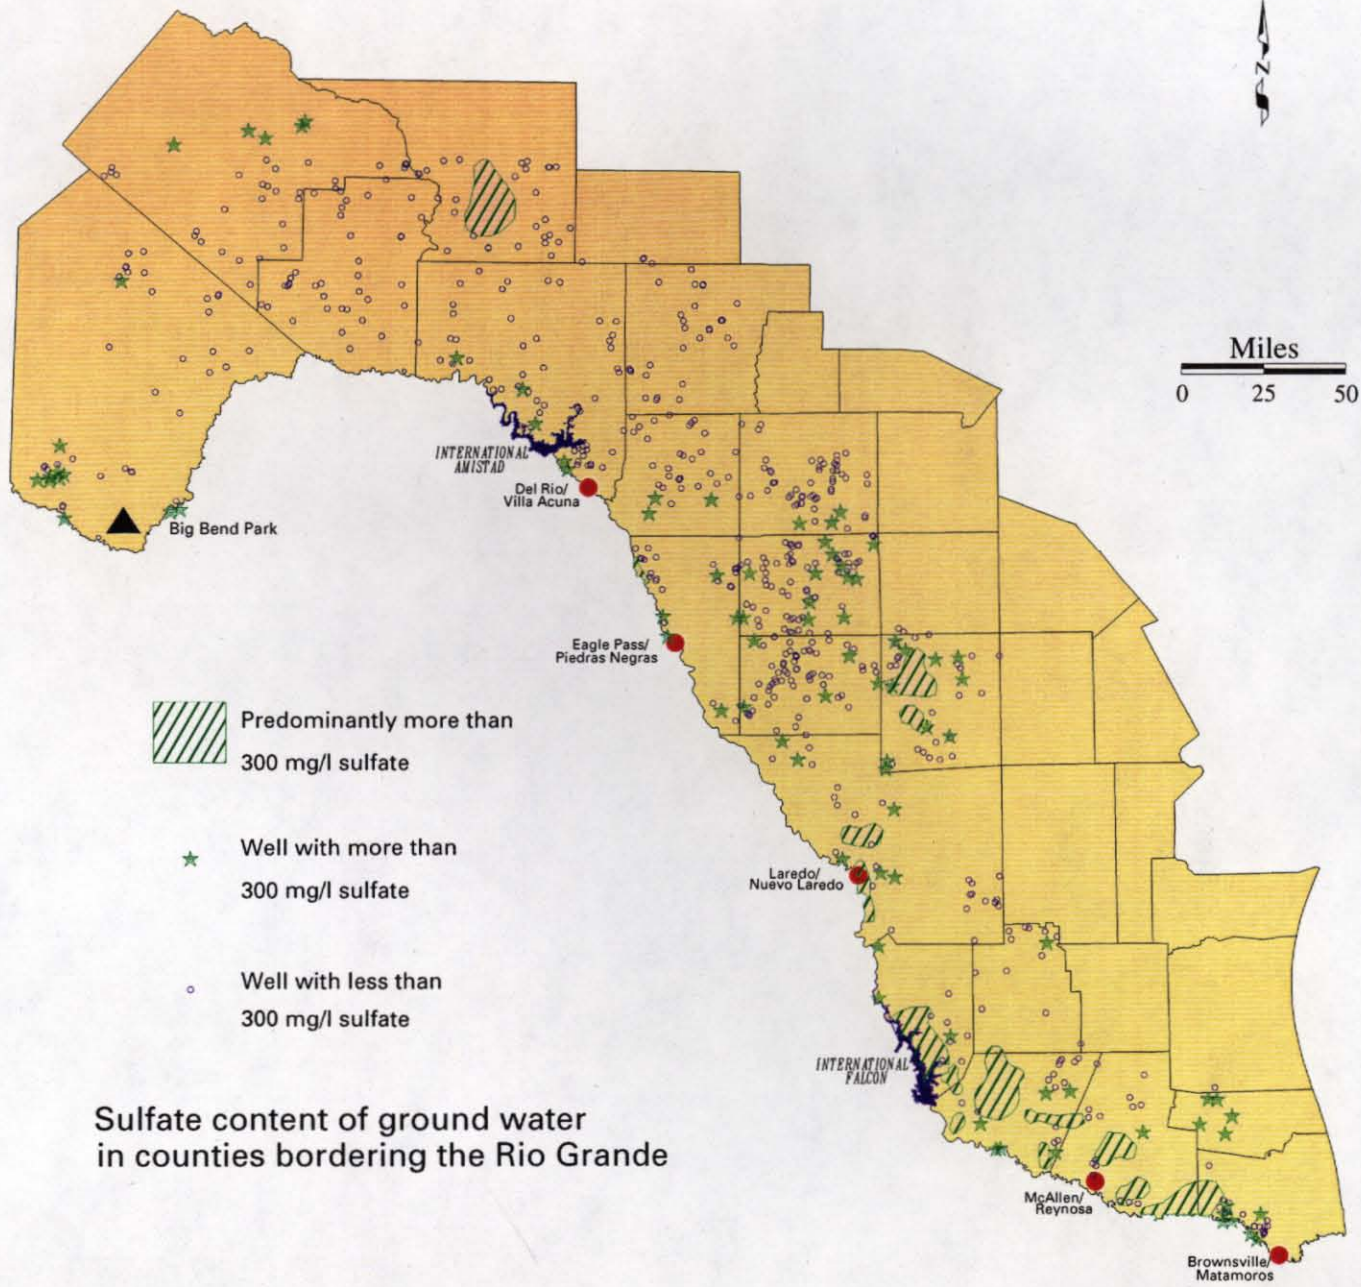 N
Miles
0 25 50
INTERNATIONAL
AMISTAD
Del Rio/
Villa Acuna
Big Bend Park
Eagle Pass/
Piedras Negras
Predominantly more than
300 mg/l sulfate
Well with more than
300 mg/l sulfate
Laredo/
Nuevo Laredo
Well with less than
300 mg/l sulfate
INTERNATIONAL
FALCON
Sulfate content of ground water
in counties bordering the Rio Grande
McAllen/
Reynosa
Brownsville/
Matamoros